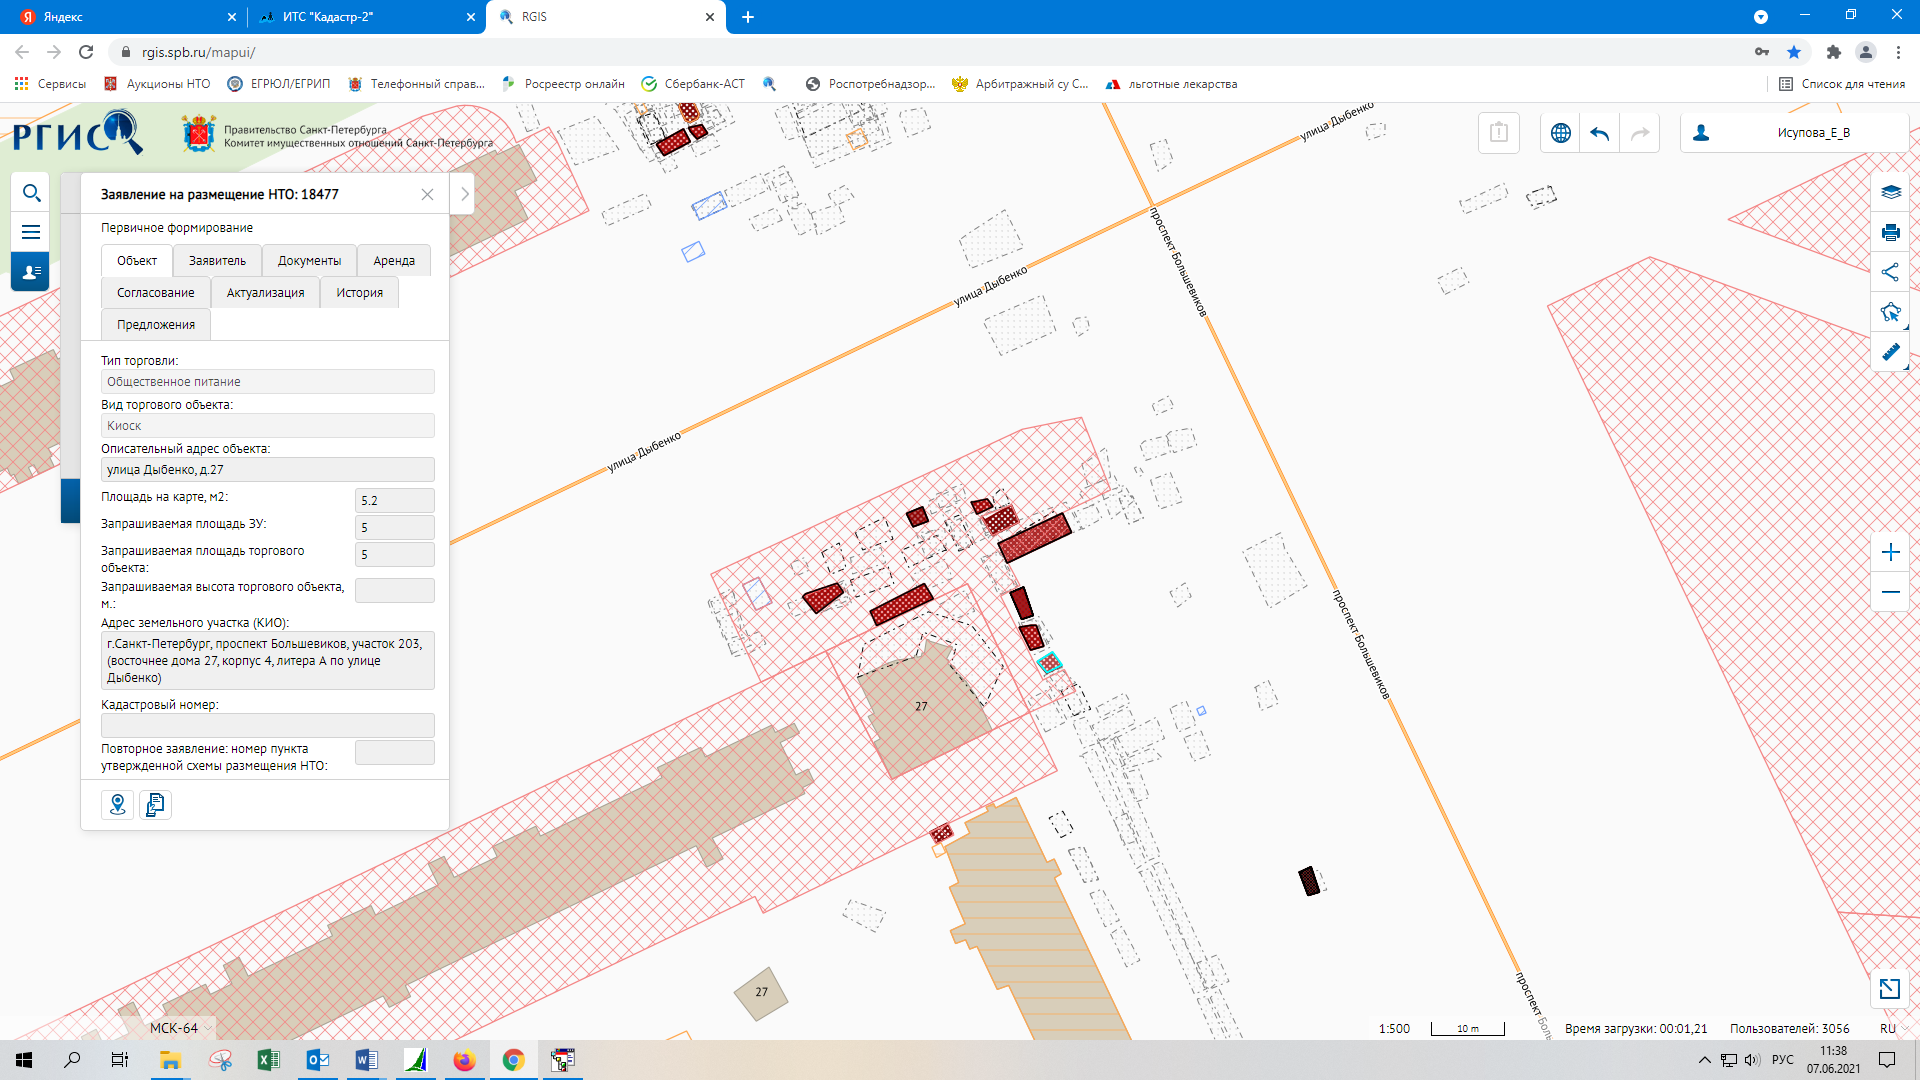 Яндекс
ИТС "Кадастр-2"
RGIS
rgis.spb.ru/mapui/
Сервисы
Аукционы НТО
ЕГРЮЛ/ЕГРИП
Телефонный справ...
Росреестр онлайн
Сбербанк-АСТ
Роспотребнадзор...
Арбитражный су С...
льготные лекарства
Список для чтения
РГИС
Правительство Санкт-Петербурга
Комитет имущественных отношений Санкт-Петербурга
Исупова_Е_В
Заявление на размещение НТО: 18477
Первичное формирование
Объект
Заявитель
Документы
Аренда
Согласование
Актуализация
История
Предложения
Тип торговли:
Общественное питание
Вид торгового объекта:
Киоск
Описательный адрес объекта:
улица Дыбенко, д.27
Площадь на карте, м2:
5.2
Запрашиваемая площадь ЗУ:
5
Запрашиваемая площадь торгового
объекта:
5
Запрашиваемая высота торгового объекта,
м.:
Адрес земельного участка (КИО):
г.Санкт-Петербург, проспект Большевиков, участок 203,
(восточнее дома 27, корпус 4, литера А по улице
Дыбенко)
Кадастровый номер:
Повторное заявление: номер пункта
утвержденной схемы размещения НТО:
улица Дыбенко
улица Дыбенко
улица Дыбенко
проспект Большевиков
проспект Большевиков
проспект Боль
27
27
МСК-64
1:500
10 m
Время загрузки: 00:01,21
Пользователей: 3056
RU
РУС
11:38
07.06.2021